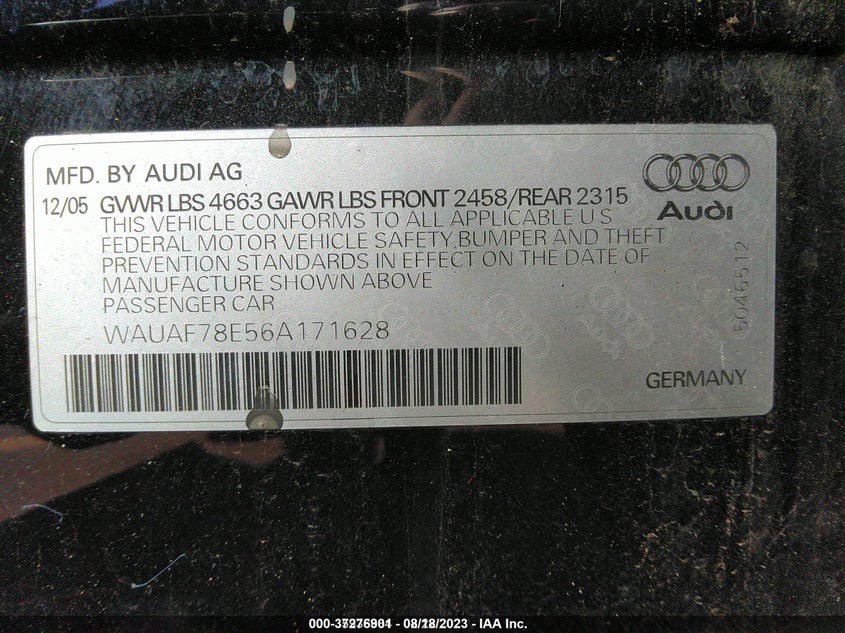 MFD. BY AUDI AG
12/05 GVWR LBS 4663 GAWR LBS FRONT 2458/REAR 2315
THIS VEHICLE CONFORMS TO ALL APPLICABLE U S
FEDERAL MOTOR VEHICLE SAFETY,BUMPER AND THEFT
PREVENTION STANDARDS IN EFFECT ON THE DATE OF
MANUFACTURE SHOWN ABOVE
PASSENGER CAR
WAUAF78E56A171628
Audi
5046512
GERMANY
- IAA Inc.